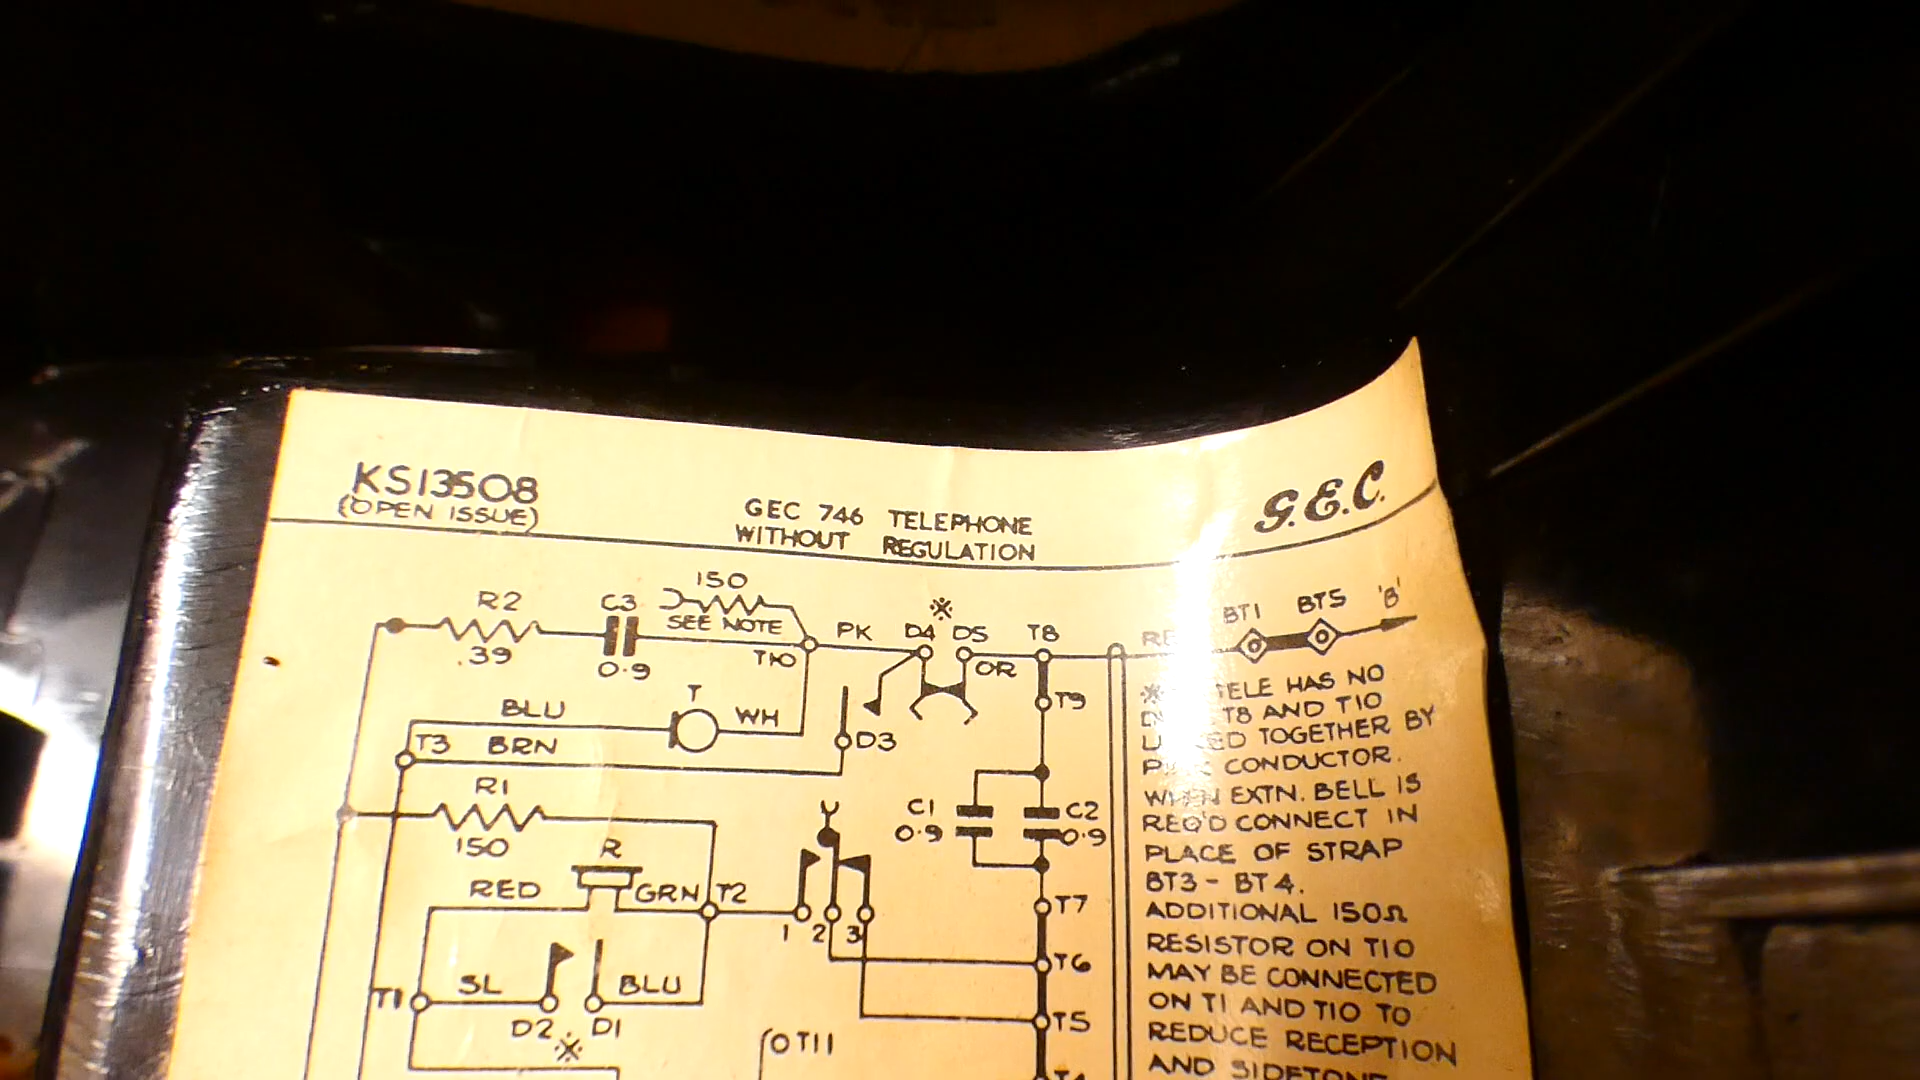 KS13508
(OPEN ISSUE)
GEC 746 TELEPHONE
WITHOUT REGULATION
G.E.C.
150
SEE NOTE
R2
.39
C3
0.9
T10
PK
※
D4 D5
OR
T8
BT1
BT5
'B'
T9
BLU
T
WH
T3 BRN
D3
R1
150
C1
0.9
C2
0.9
R
RED
GRN
T2
1 2 3
T7
T6
T5
T1
SL
BLU
D2 D1
※
T11
※ TELE HAS NO
T8 AND T10
TOGETHER BY
CONDUCTOR.
WHEN EXTN. BELL IS
REQ'D CONNECT IN
PLACE OF STRAP
BT3 - BT4.
ADDITIONAL 150Ω
RESISTOR ON T10
MAY BE CONNECTED
ON T1 AND T10 TO
REDUCE RECEPTION
AND SIDETONE